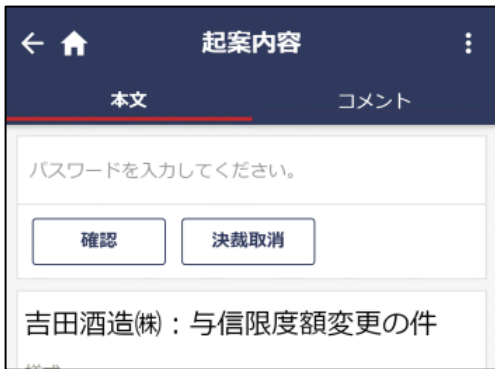 起案内容
本文 コメント
パスワードを入力してください。
確認 決裁取消
吉田酒造㈱：与信限度額変更の件
様式